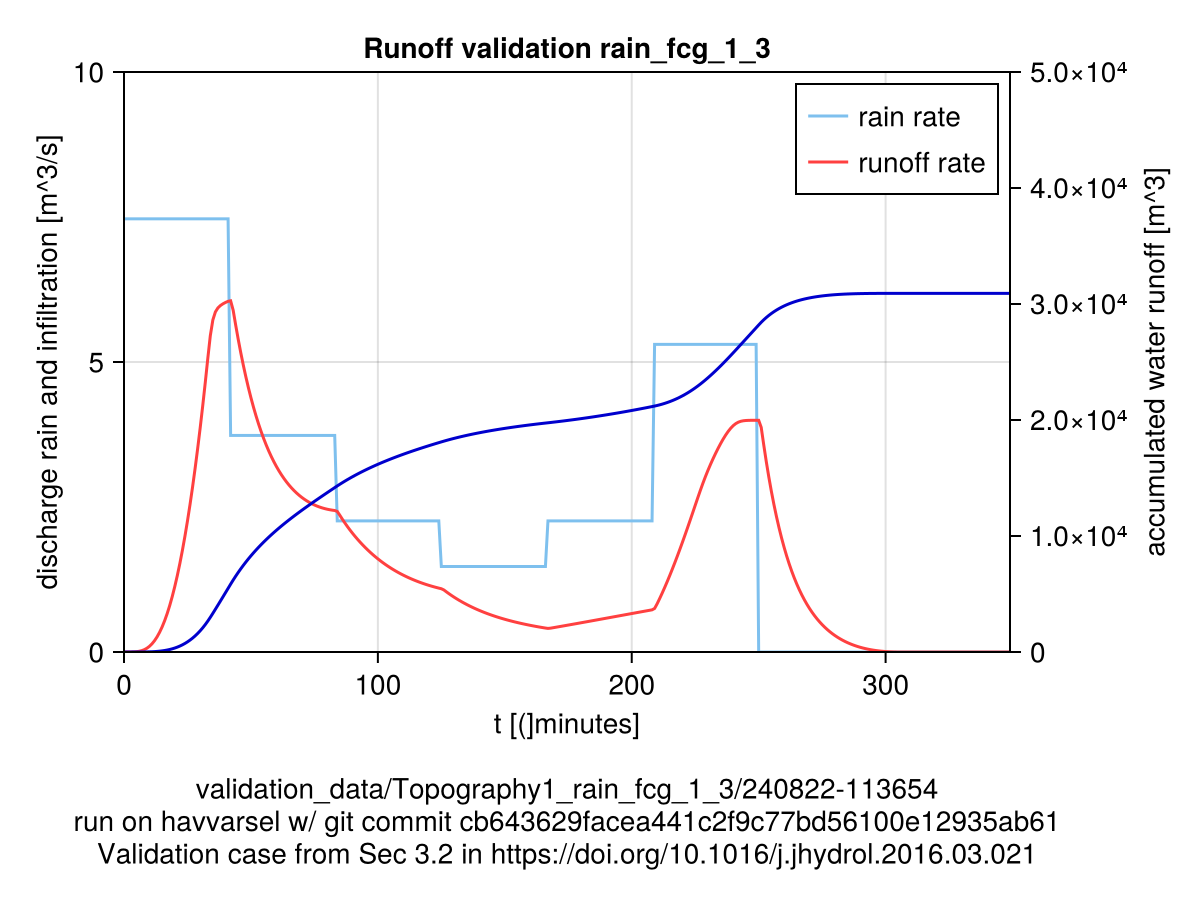 Runoff validation rain_fcg_1_3
10
5
0
discharge rain and infiltration [m^3/s]
5.0×10⁴
4.0×10⁴
3.0×10⁴
2.0×10⁴
1.0×10⁴
0
accumulated water runoff [m^3]
rain rate
runoff rate
0 100 200 300
t [(]minutes]
validation_data/Topography1_rain_fcg_1_3/240822-113654
run on havvarsel w/ git commit cb643629facea441c2f9c77bd56100e12935ab61
Validation case from Sec 3.2 in https://doi.org/10.1016/j.jhydrol.2016.03.021